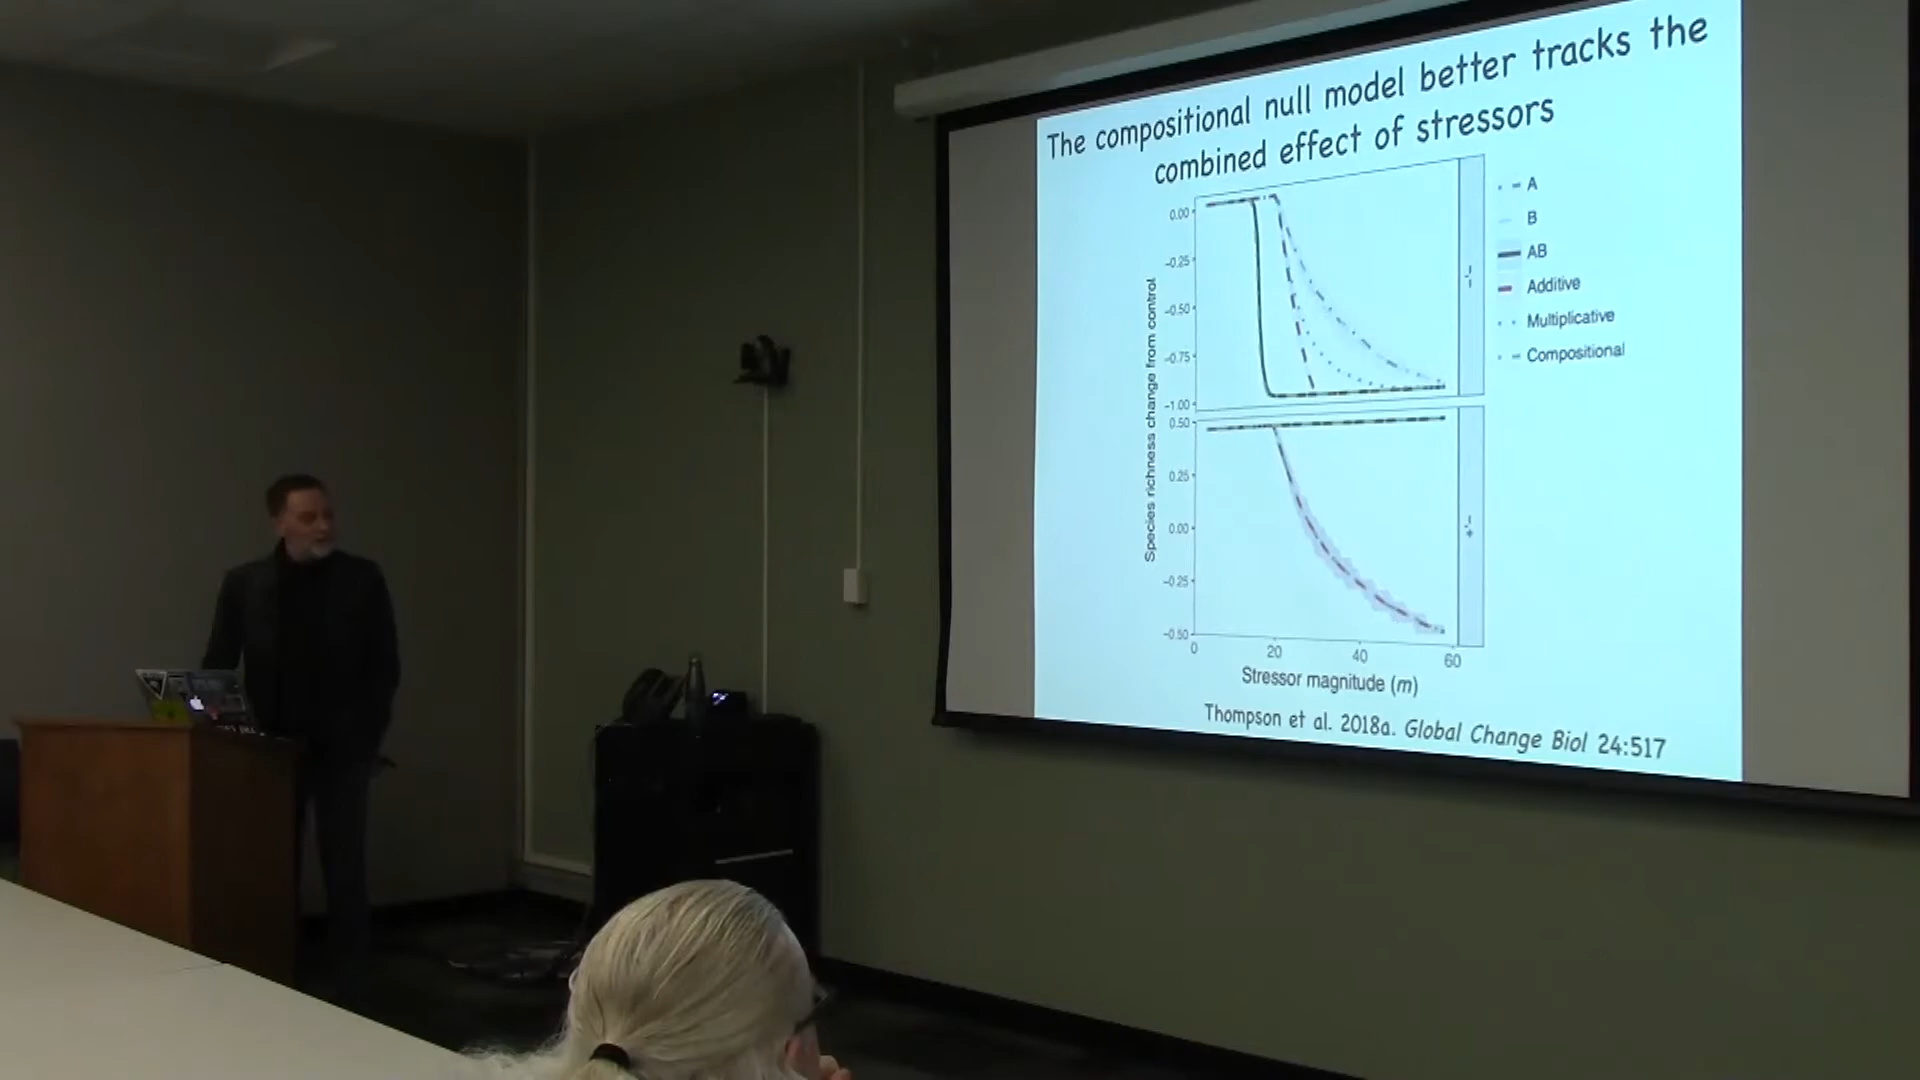 The compositional null model better tracks the
combined effect of stressors
Species richness change from control
0.00
-0.25
-0.50
-0.75
-1.00
0.50
0.25
0.00
-0.25
-0.50
0
20
40
60
Stressor magnitude (m)
A
B
AB
Additive
Multiplicative
Compositional
Thompson et al. 2018a. Global Change Biol 24:517